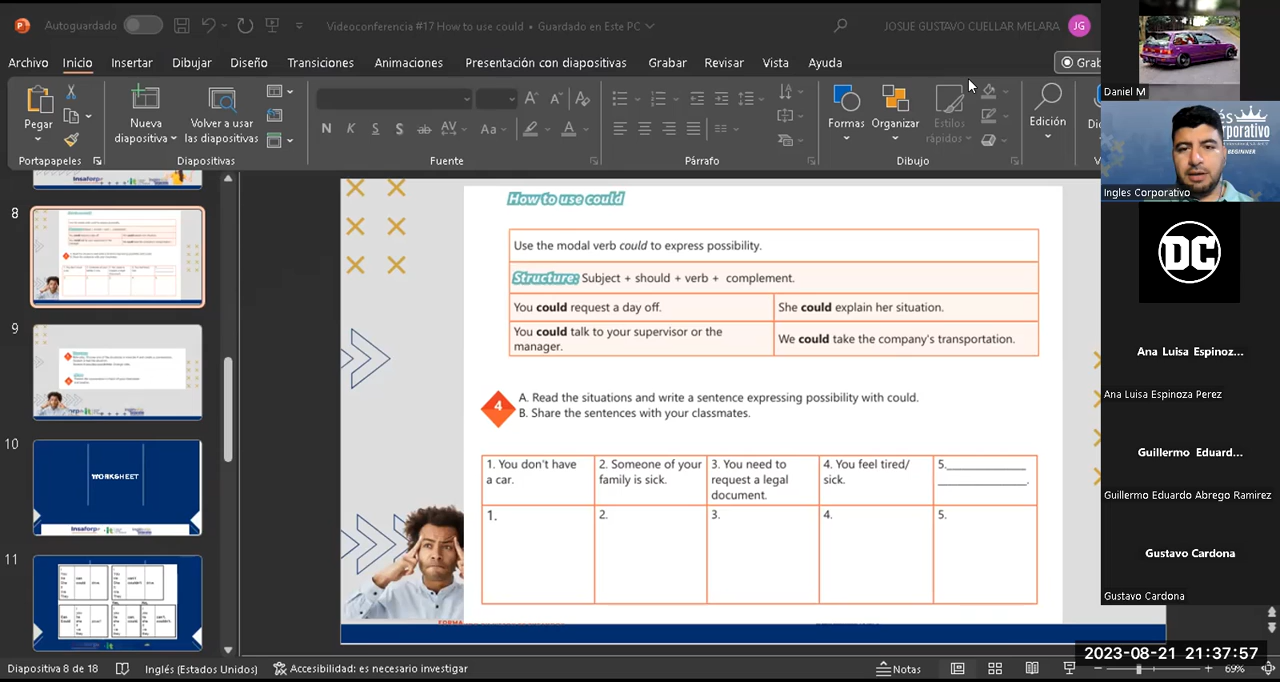 Autoguardado
Videoconferencia #17 How to use could • Guardado en Este PC
JOSUE GUSTAVO CUELLAR MELARA
JG
Archivo Inicio Insertar Dibujar Diseño Transiciones Animaciones Presentación con diapositivas Grabar Revisar Vista Ayuda
Grab
Pegar
Nueva diapositiva
Volver a usar las diapositivas
N K S S ab AV Aa A
Formas Organizar Estilos rápidos Edición
Portapapeles Diapositivas Fuente Párrafo Dibujo
Daniel M
BEGINNER
Ingles Corporativo
DC
Ana Luisa Espinoz...
Ana Luisa Espinoza Perez
Guillermo Eduard...
Guillermo Eduardo Abrego Ramirez
Gustavo Cardona
Gustavo Cardona
8
9
10
WORKSHEET
11
How to use could
Use the modal verb could to express possibility.
Structure: Subject + should + verb + complement.
You could request a day off.
She could explain her situation.
You could talk to your supervisor or the
manager.
We could take the company's transportation.
4
A. Read the situations and write a sentence expressing possibility with could.
B. Share the sentences with your classmates.
1. You don't have
a car.
2. Someone of your
family is sick.
3. You need to
request a legal
document.
4. You feel tired/
sick.
5.______________
________________.
1.
2.
3.
4.
5.
Diapositiva 8 de 18
Inglés (Estados Unidos)
Accesibilidad: es necesario investigar
Notas
69%
2023-08-21 21:37:57